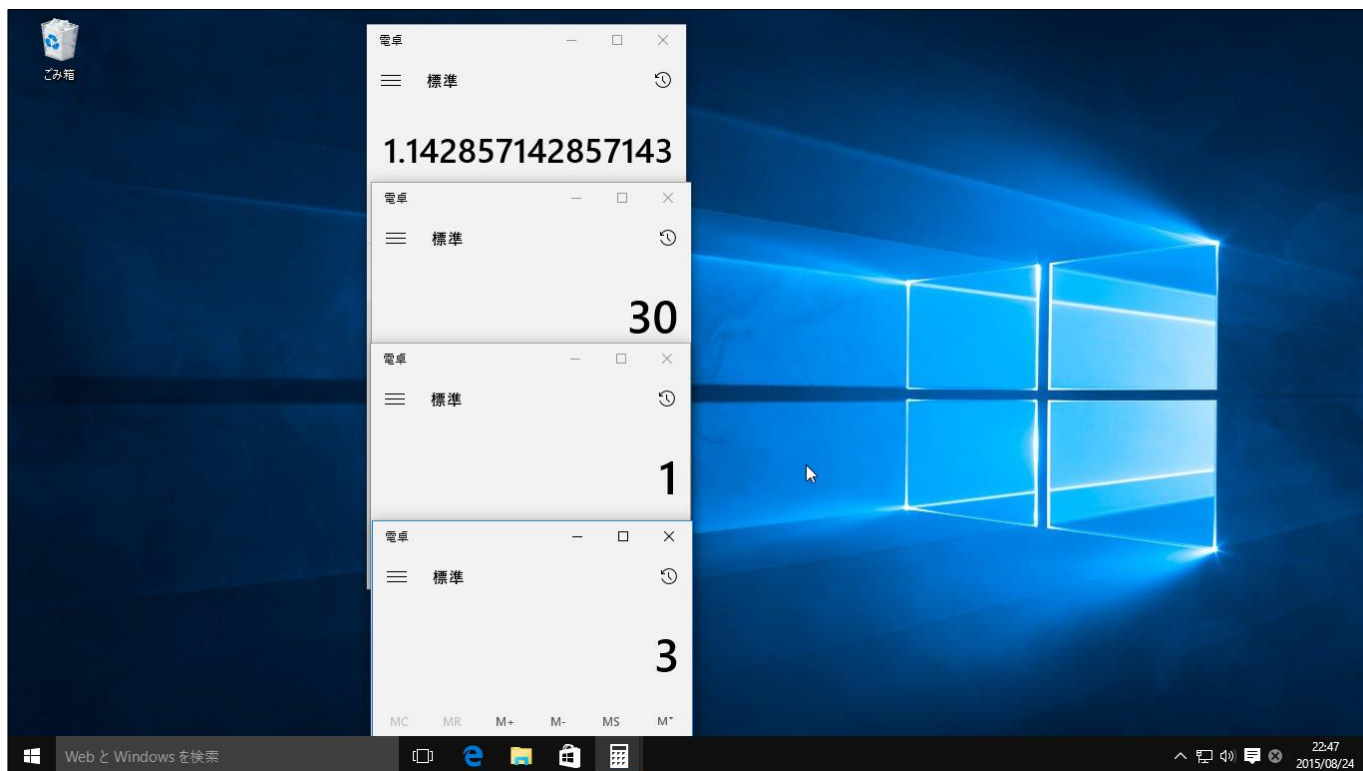 ごみ箱
電卓
標準
1.142857142857143
電卓
標準
30
電卓
標準
1
電卓
標準
3
MC MR M+ M- MS M▾
Web と Windows を検索
22:47
2015/08/24